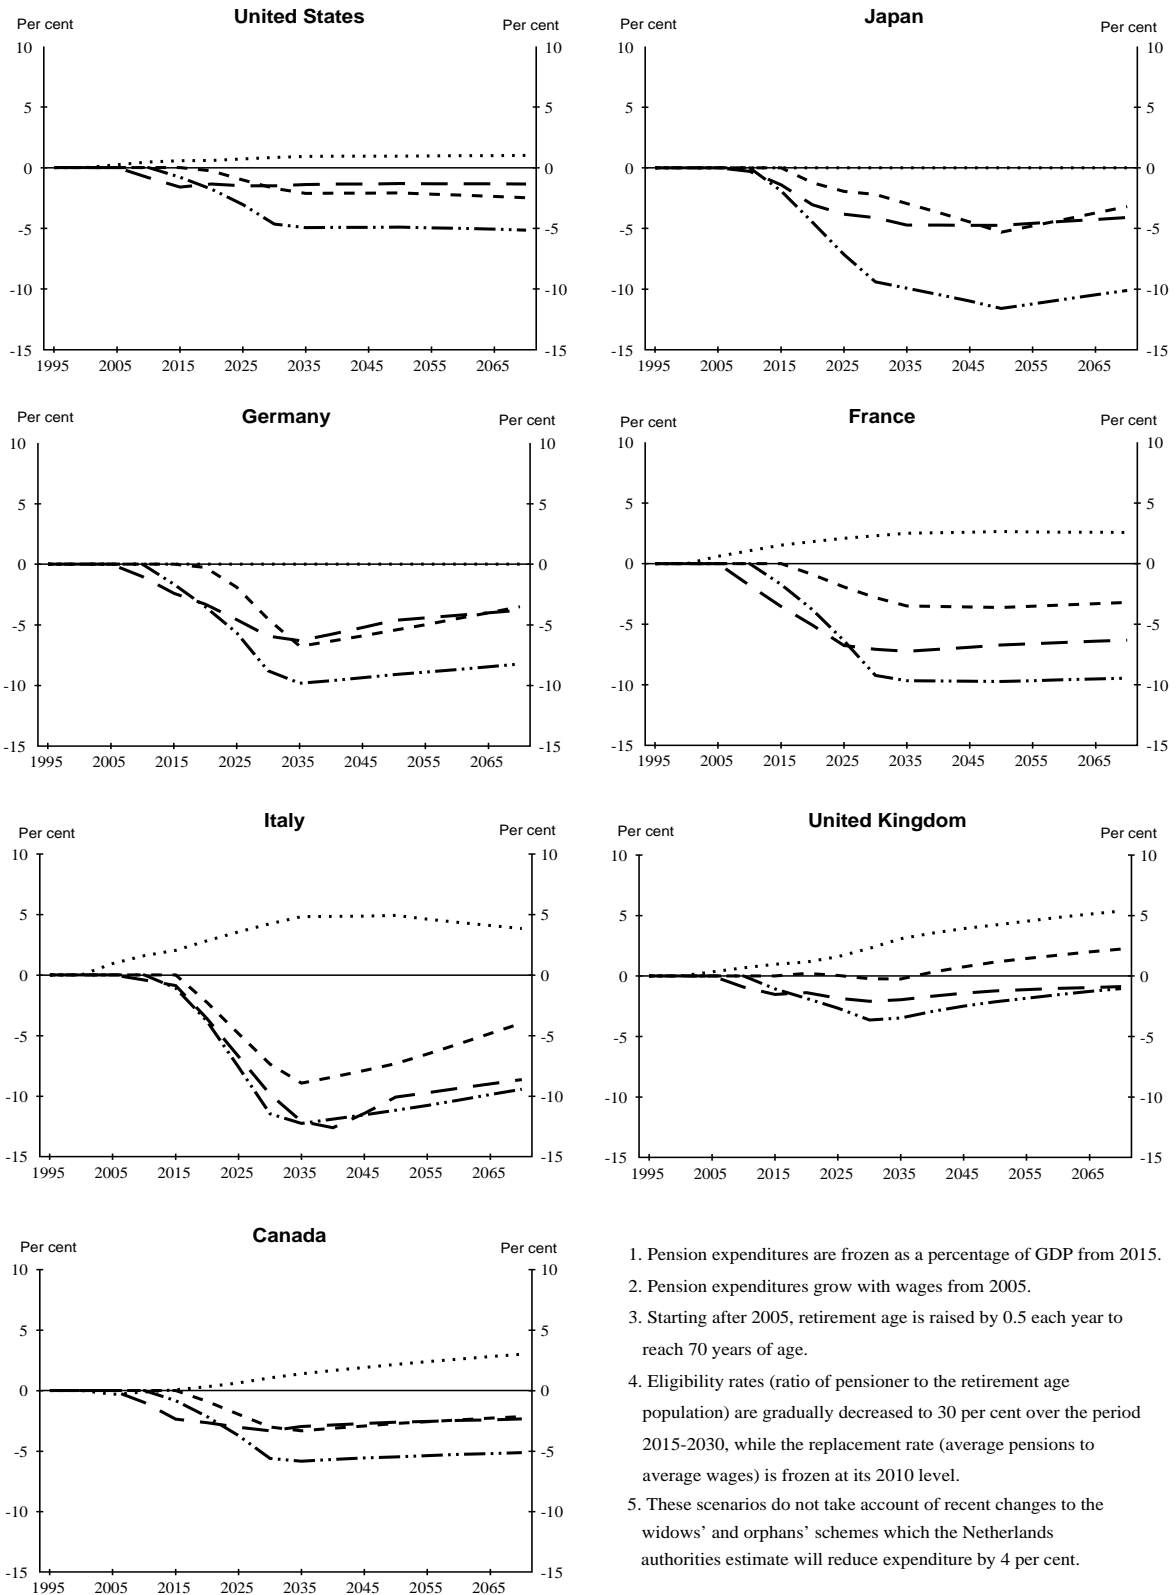 United States
Per cent Per cent
10 10
5 5
0 0
-5 -5
-10 -10
-15 -15
1995 2005 2015 2025 2035 2045 2055 2065
Japan
Per cent Per cent
10 10
5 5
0 0
-5 -5
-10 -10
-15 -15
1995 2005 2015 2025 2035 2045 2055 2065
Germany
Per cent Per cent
10 10
5 5
0 0
-5 -5
-10 -10
-15 -15
1995 2005 2015 2025 2035 2045 2055 2065
France
Per cent Per cent
10 10
5 5
0 0
-5 -5
-10 -10
-15 -15
1995 2005 2015 2025 2035 2045 2055 2065
Italy
Per cent Per cent
10 10
5 5
0 0
-5 -5
-10 -10
-15 -15
1995 2005 2015 2025 2035 2045 2055 2065
United Kingdom
Per cent Per cent
10 10
5 5
0 0
-5 -5
-10 -10
-15 -15
1995 2005 2015 2025 2035 2045 2055 2065
Canada
Per cent Per cent
10 10
5 5
0 0
-5 -5
-10 -10
-15 -15
1995 2005 2015 2025 2035 2045 2055 2065
1. Pension expenditures are frozen as a percentage of GDP from 2015.
2. Pension expenditures grow with wages from 2005.
3. Starting after 2005, retirement age is raised by 0.5 each year to
reach 70 years of age.
4. Eligibility rates (ratio of pensioner to the retirement age
population) are gradually decreased to 30 per cent over the period
2015-2030, while the replacement rate (average pensions to
average wages) is frozen at its 2010 level.
5. These scenarios do not take account of recent changes to the
widows' and orphans' schemes which the Netherlands
authorities estimate will reduce expenditure by 4 per cent.